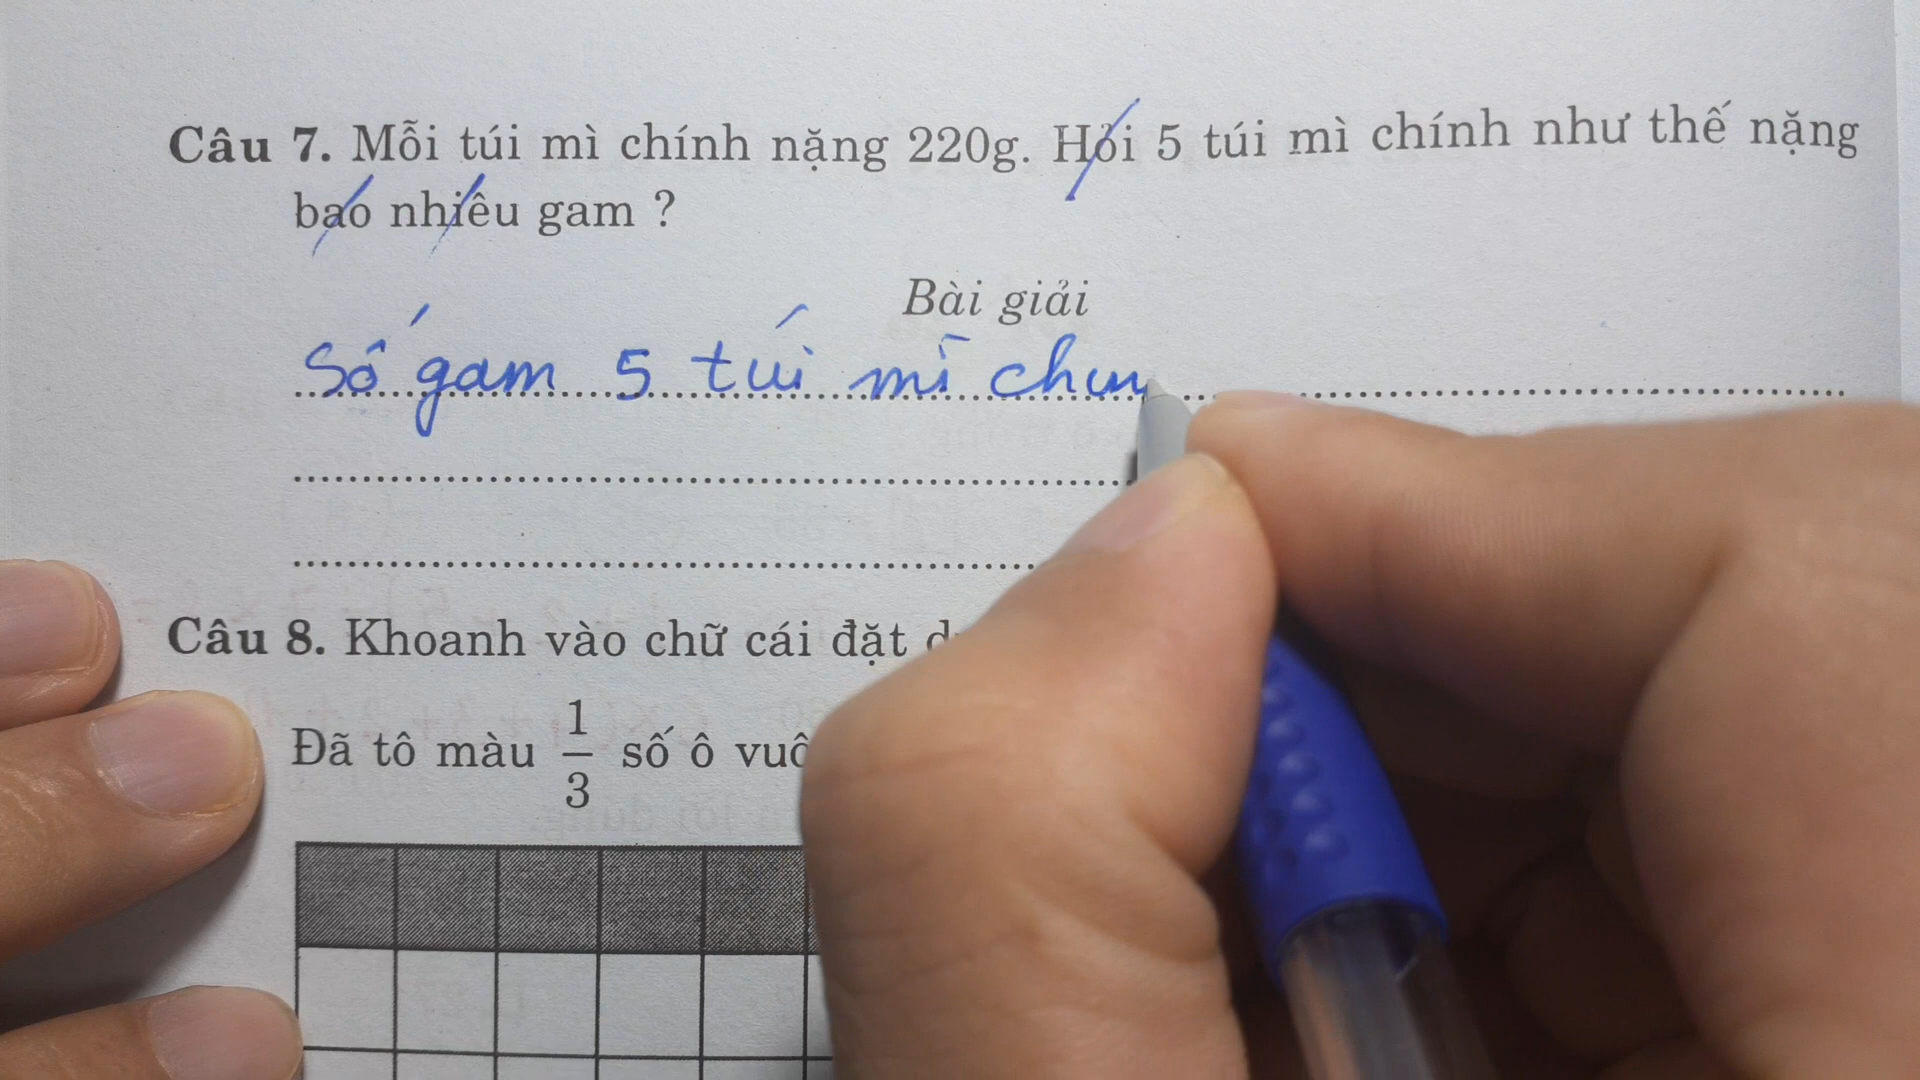 Câu 7. Mỗi túi mì chính nặng 220g. Hỏi 5 túi mì chính như thế nặng
bao nhiêu gam ?
Bài giải
Số gam 5 túi mì
Câu 8. Khoanh vào chữ cái đặt
Đã tô màu 1/3 số ô